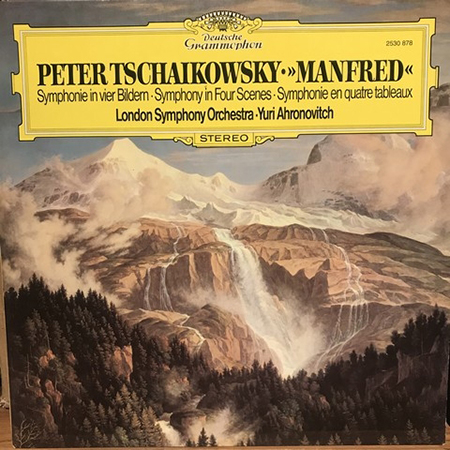 Deutsche
Grammophon
2530 878
PETER TSCHAIKOWSKY·»MANFRED«
Symphonie in vier Bildern·Symphony in Four Scenes·Symphonie en quatre tableaux
London Symphony Orchestra·Yuri Ahronovitch
STEREO